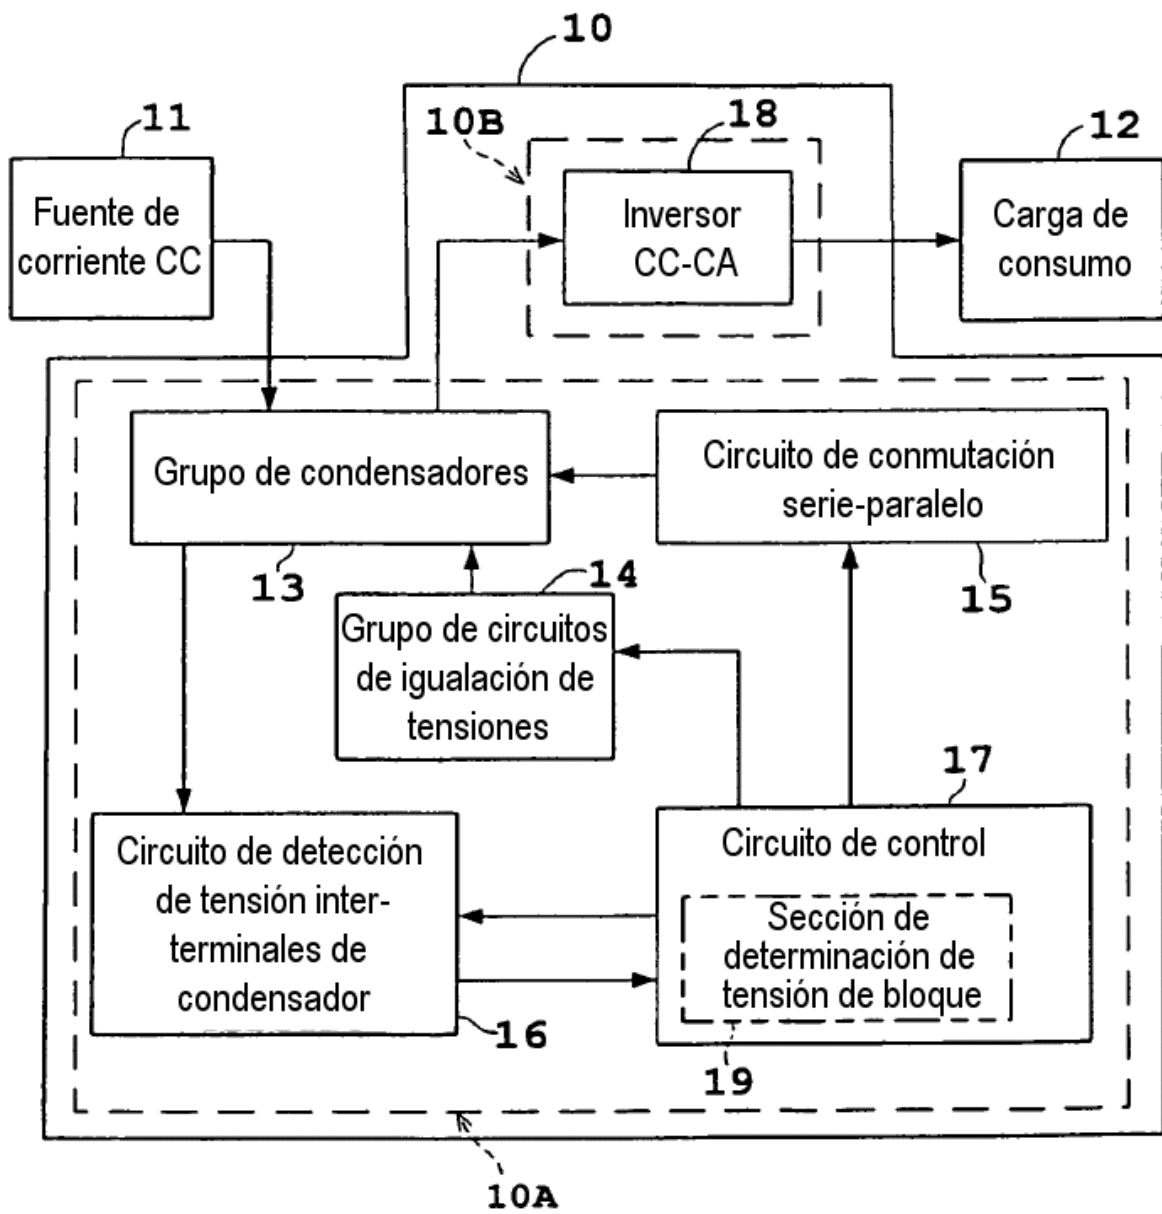 10
11
10B
18
12
Fuente de
corriente CC
Inversor
CC-CA
Carga de
consumo
Grupo de condensadores
Circuito de conmutación
serie-paralelo
13
14
15
Grupo de circuitos
de igualación de
tensiones
17
Circuito de detección
de tensión inter-
terminales de
condensador
Circuito de control
Sección de
determinación de
tensión de bloque
16
19
10A